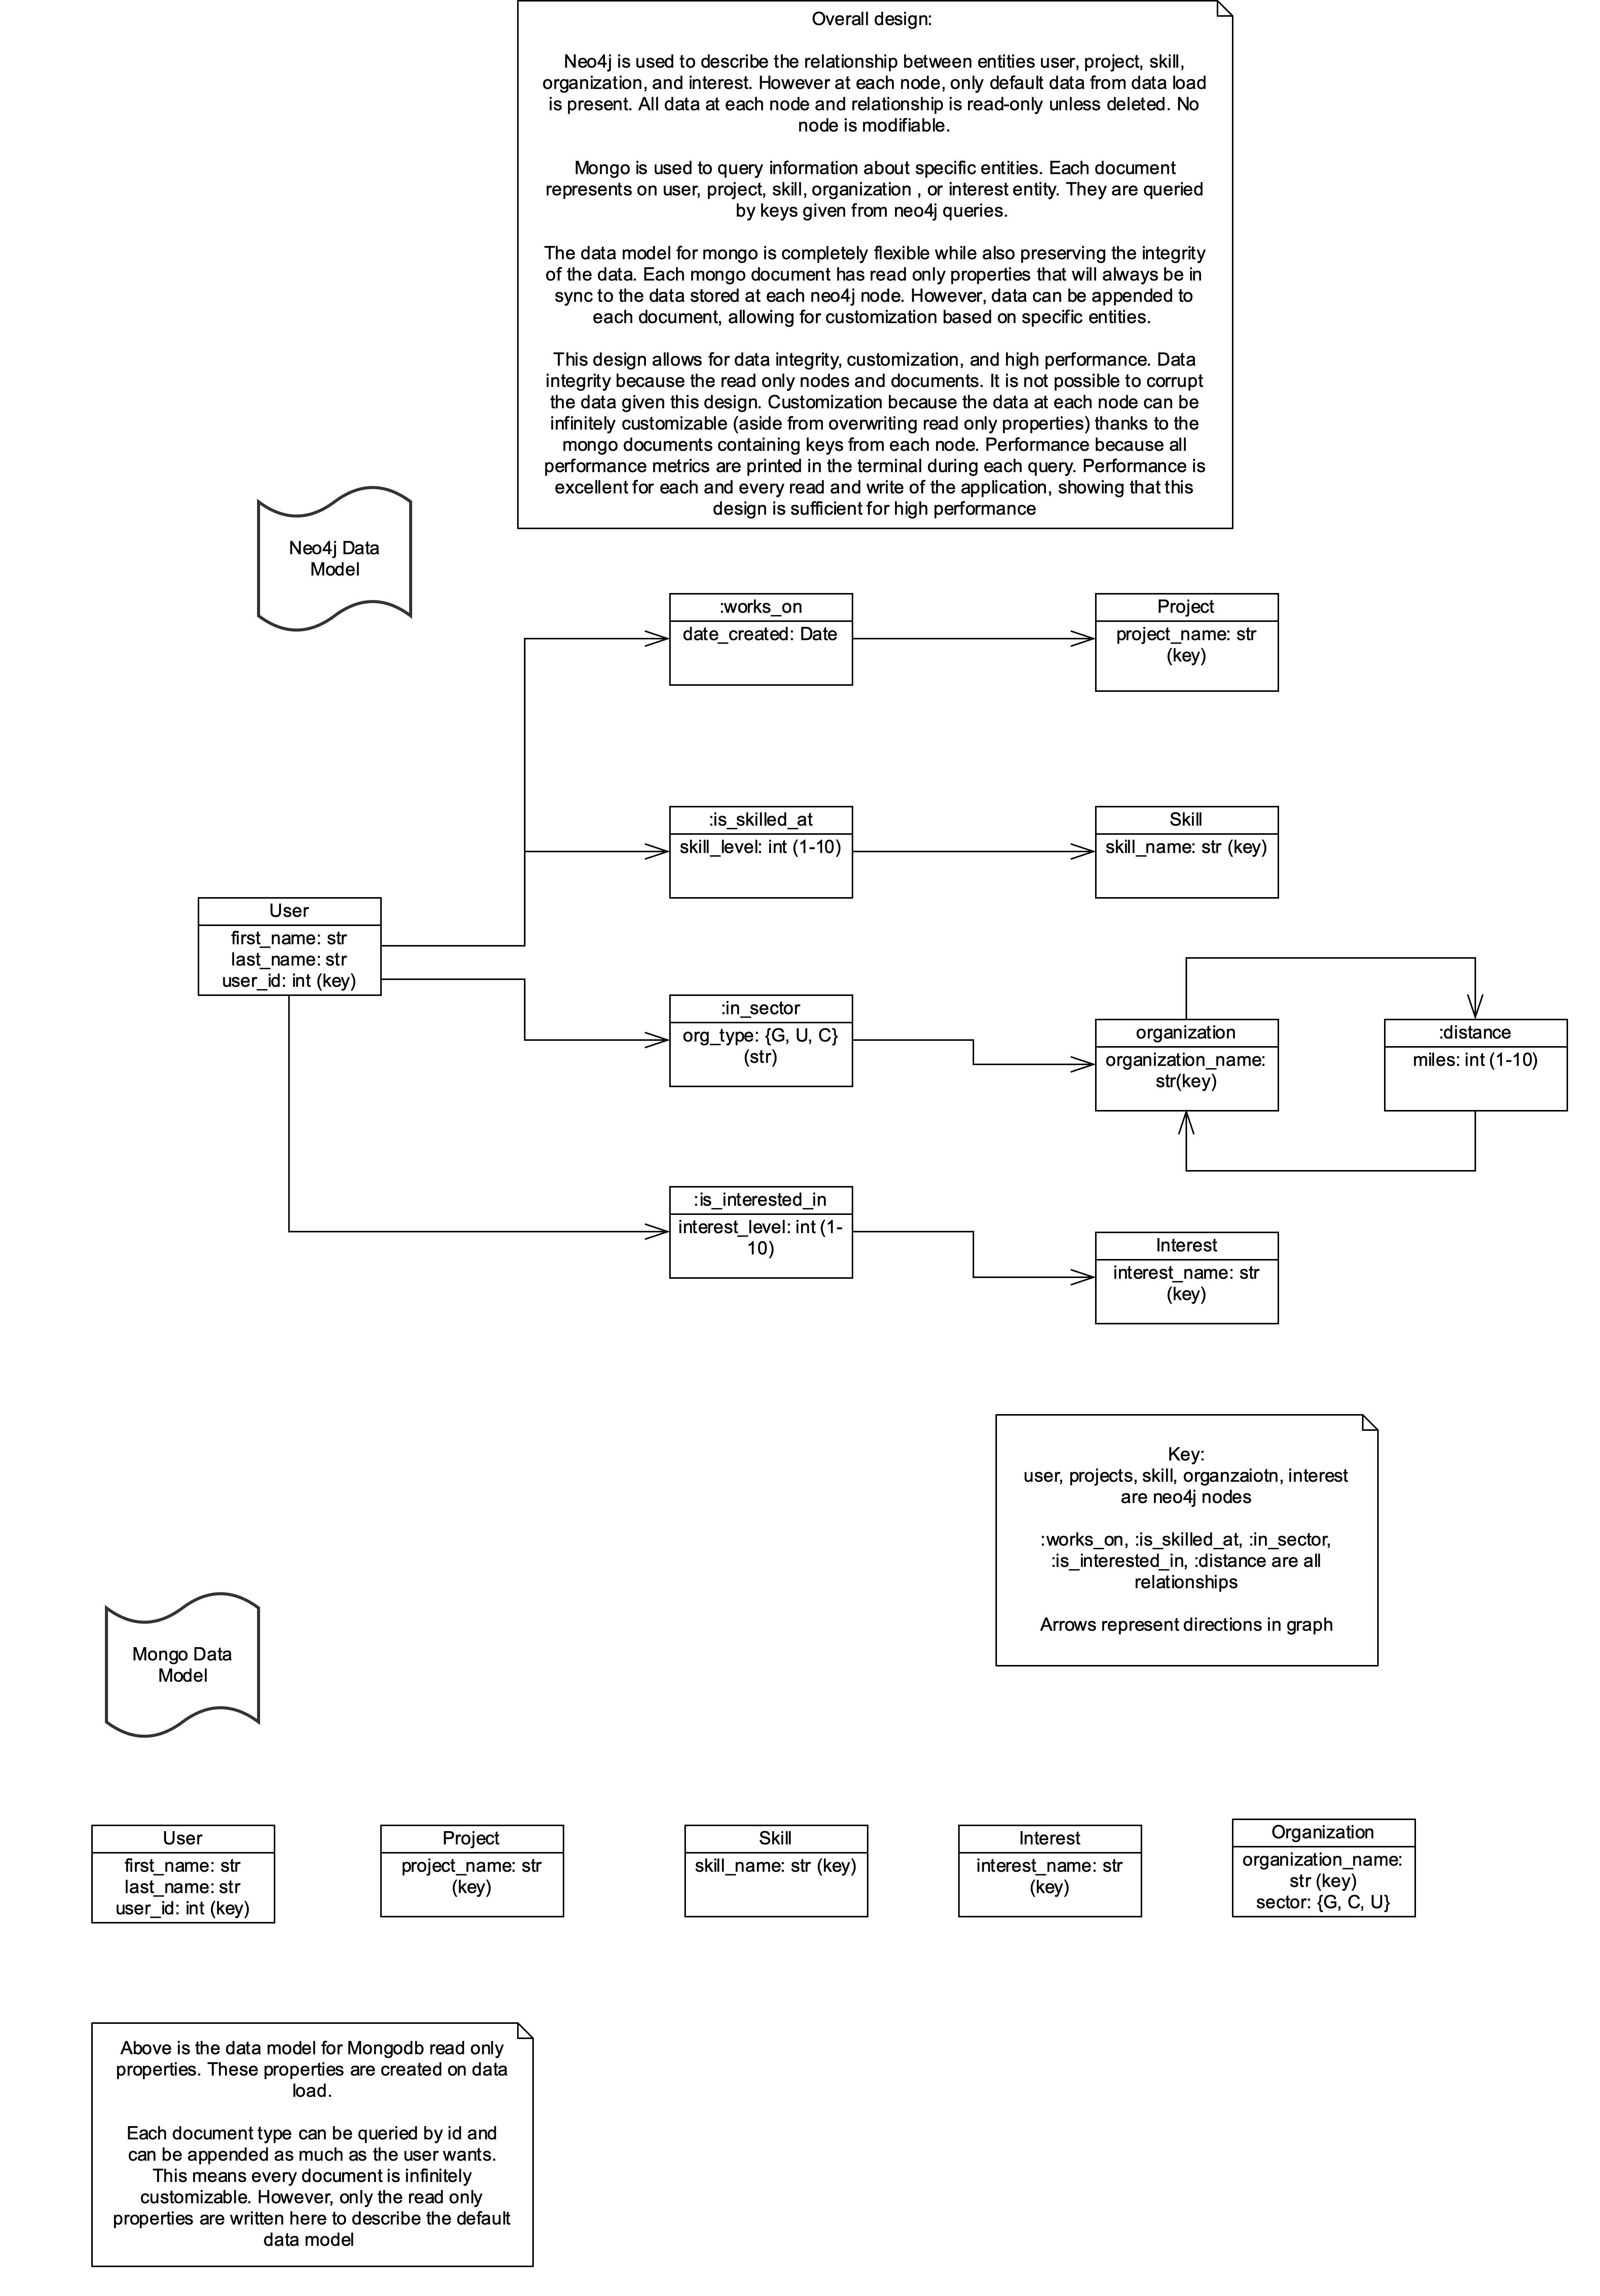 Overall design:
Neo4j is used to describe the relationship between entities user, project, skill,
organization, and interest. However at each node, only default data from data load
is present. All data at each node and relationship is read-only unless deleted. No
node is modifiable.
Mongo is used to query information about specific entities. Each document
represents on user, project, skill, organization , or interest entity. They are queried
by keys given from neo4j queries.
The data model for mongo is completely flexible while also preserving the integrity
of the data. Each mongo document has read only properties that will always be in
sync to the data stored at each neo4j node. However, data can be appended to
each document, allowing for customization based on specific entities.
This design allows for data integrity, customization, and high performance. Data
integrity because the read only nodes and documents. It is not possible to corrupt
the data given this design. Customization because the data at each node can be
infinitely customizable (aside from overwriting read only properties) thanks to the
mongo documents containing keys from each node. Performance because all
performance metrics are printed in the terminal during each query. Performance is
excellent for each and every read and write of the application, showing that this
design is sufficient for high performance
Neo4j Data
Model
:works_on
date_created: Date
Project
project_name: str
(key)
:is_skilled_at
skill_level: int (1-10)
Skill
skill_name: str (key)
User
first_name: str
last_name: str
user_id: int (key)
:in_sector
org_type: {G, U, C}
(str)
organization
organization_name:
str(key)
:distance
miles: int (1-10)
:is_interested_in
interest_level: int (1-
10)
Interest
interest_name: str
(key)
Key:
user, projects, skill, organzaiotn, interest
are neo4j nodes
:works_on, :is_skilled_at, :in_sector,
:is_interested_in, :distance are all
relationships
Arrows represent directions in graph
Mongo Data
Model
User
first_name: str
last_name: str
user_id: int (key)
Project
project_name: str
(key)
Skill
skill_name: str (key)
Interest
interest_name: str
(key)
Organization
organization_name:
str (key)
sector: {G, C, U}
Above is the data model for Mongodb read only
properties. These properties are created on data
load.
Each document type can be queried by id and
can be appended as much as the user wants.
This means every document is infinitely
customizable. However, only the read only
properties are written here to describe the default
data model